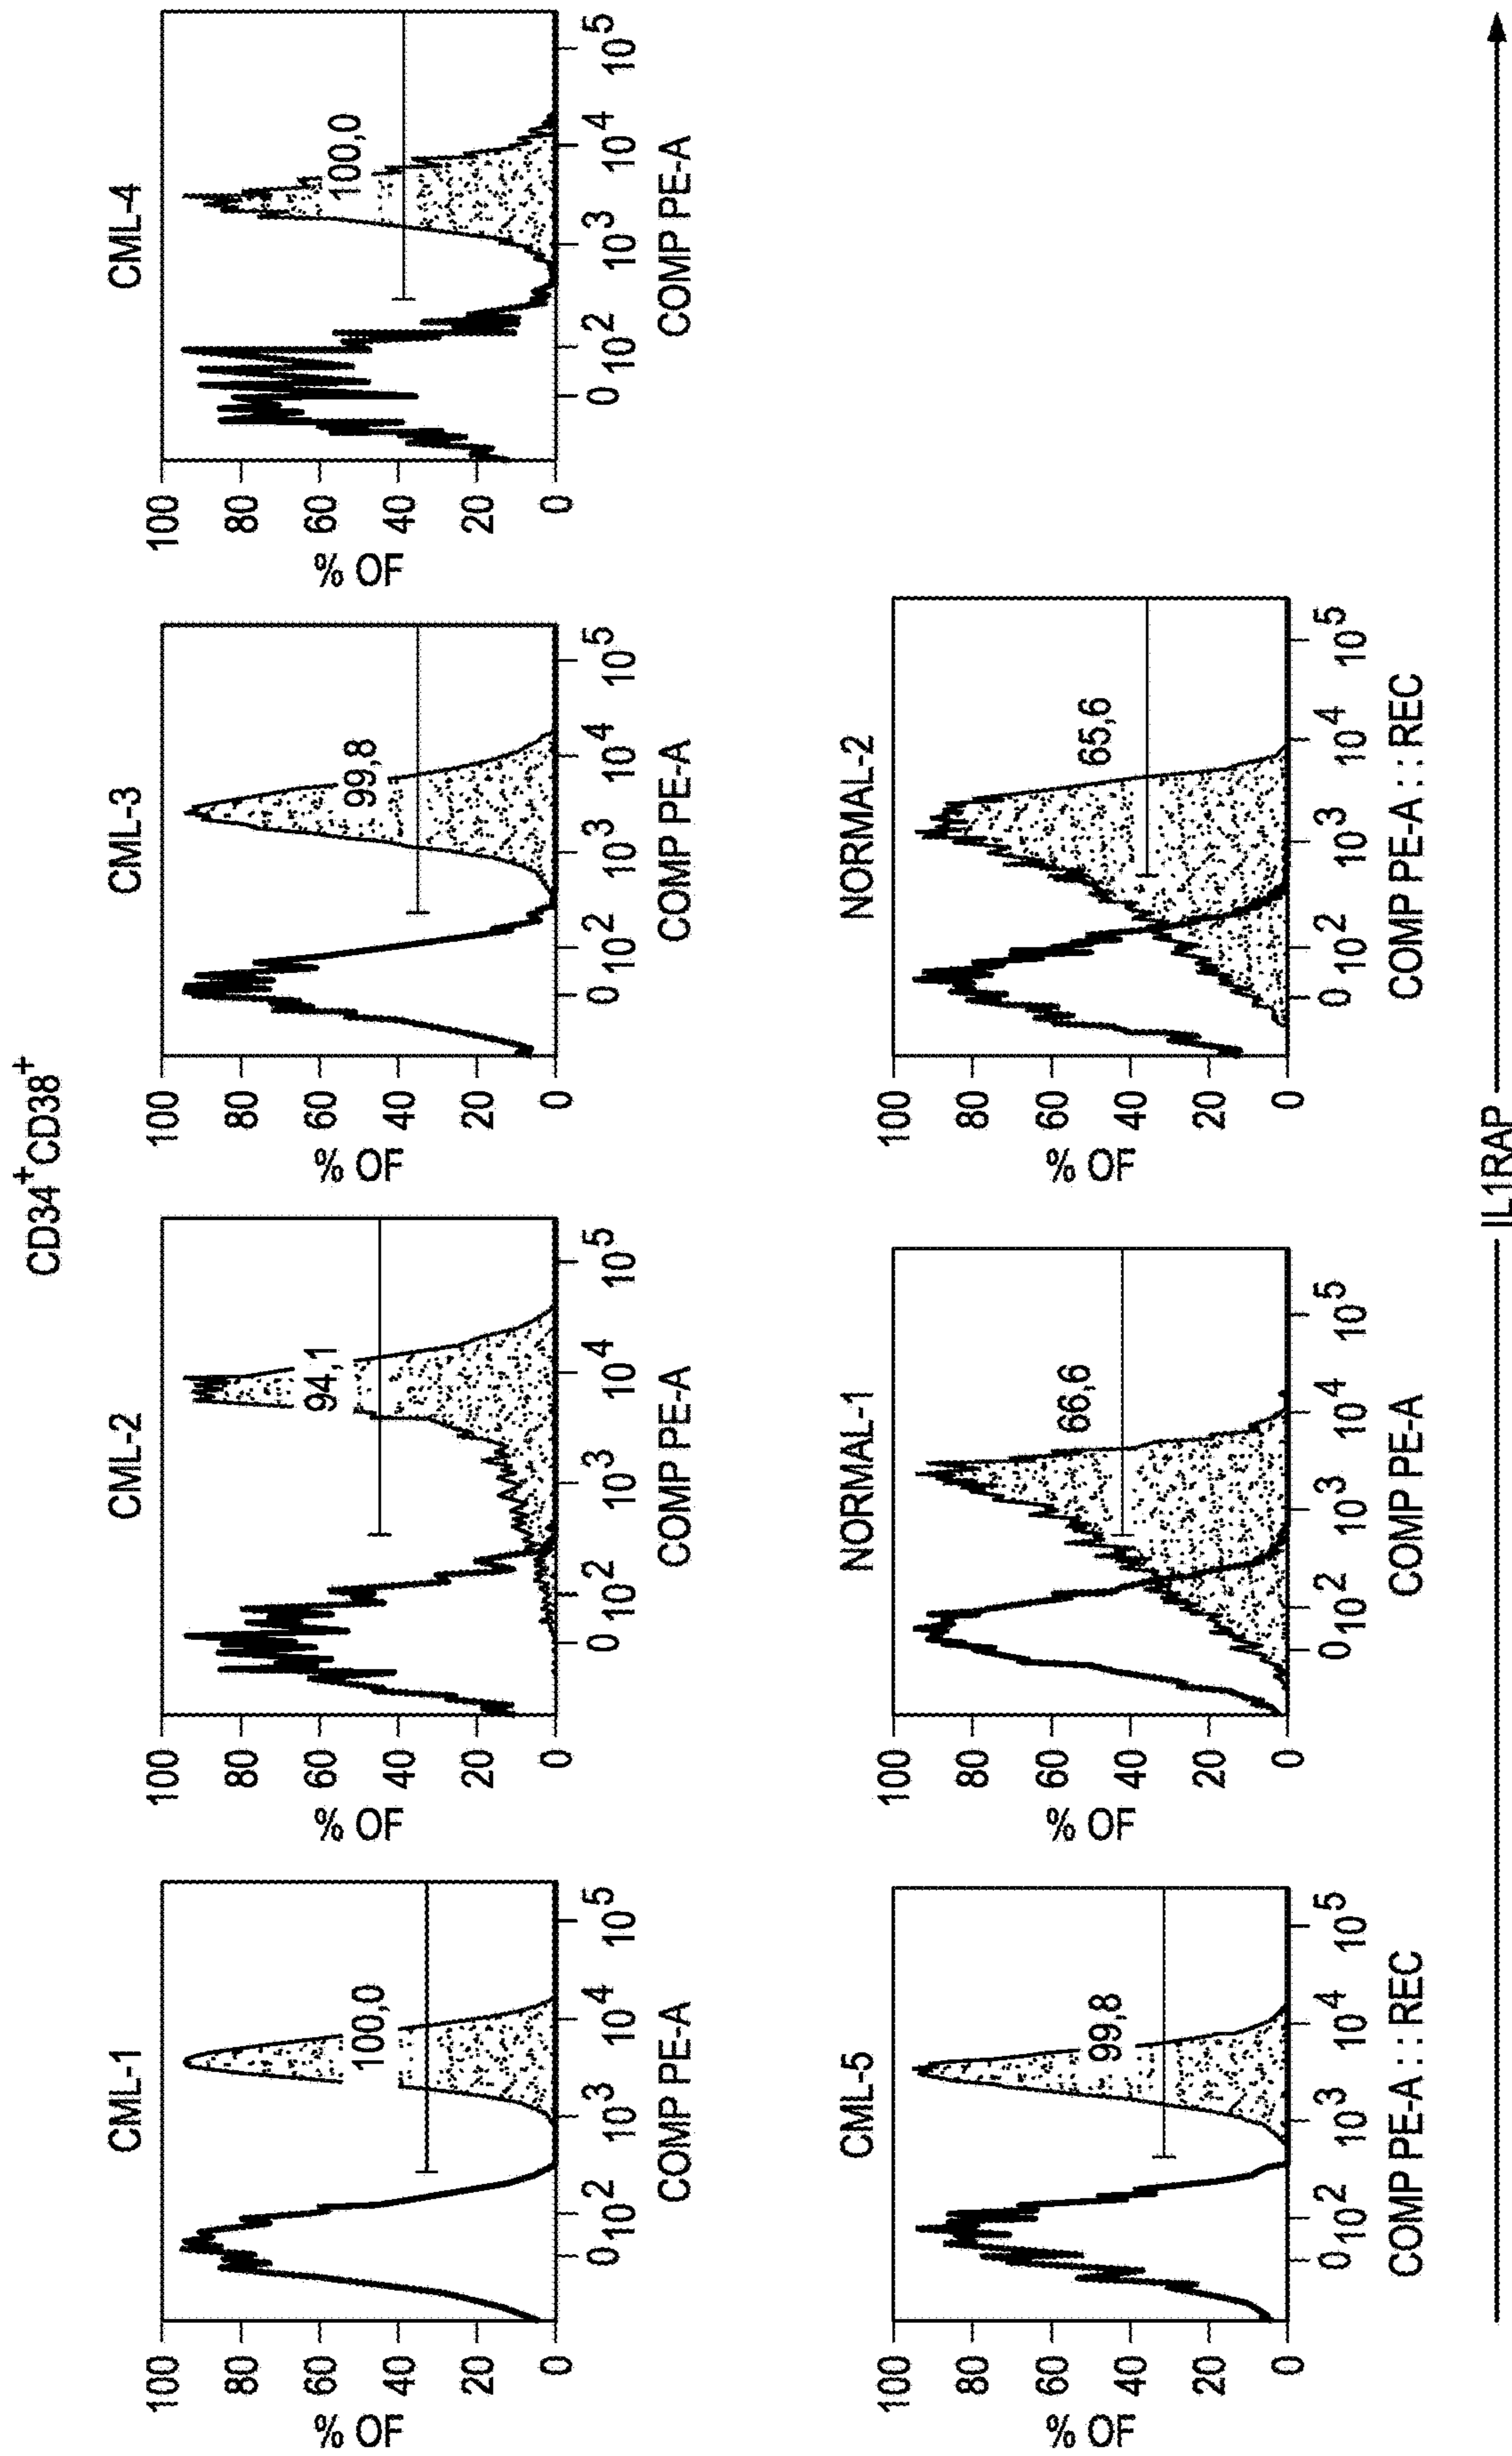 CD34+CD38+
CML-1
100
80
60
40
20
0
% OF
100,0
0 10^2 10^3 10^4 10^5
COMP PE-A
CML-2
100
80
60
40
20
0
% OF
94,1
0 10^2 10^3 10^4 10^5
COMP PE-A
CML-3
100
80
60
40
20
0
% OF
99,8
0 10^2 10^3 10^4 10^5
COMP PE-A
CML-4
100
80
60
40
20
0
% OF
100,0
0 10^2 10^3 10^4 10^5
COMP PE-A
CML-5
100
80
60
40
20
0
% OF
99,8
0 10^2 10^3 10^4 10^5
COMP PE-A : : : REC
NORMAL-1
100
80
60
40
20
0
% OF
66,6
0 10^2 10^3 10^4 10^5
COMP PE-A
NORMAL-2
100
80
60
40
20
0
% OF
65,6
0 10^2 10^3 10^4 10^5
COMP PE-A : : : REC
IL1RAP